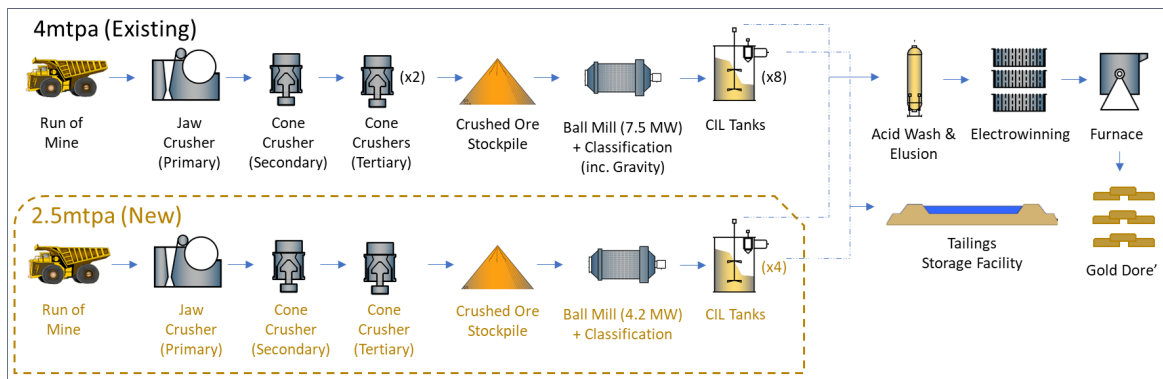 4mtpa (Existing)
(x2)
(x8)
Run of
Mine
Jaw
Crusher
(Primary)
Cone
Crusher
(Secondary)
Cone
Crushers
(Tertiary)
Crushed Ore
Stockpile
Ball Mill (7.5 MW)
+ Classification
(inc. Gravity)
CIL Tanks
Acid Wash &
Elusion
Electrowinning
Furnace
2.5mtpa (New)
(x4)
Run of
Mine
Jaw
Crusher
(Primary)
Cone
Crusher
(Secondary)
Cone
Crusher
(Tertiary)
Crushed Ore
Stockpile
Ball Mill (4.2 MW)
+ Classification
CIL Tanks
Tailings
Storage Facility
Gold Dore’